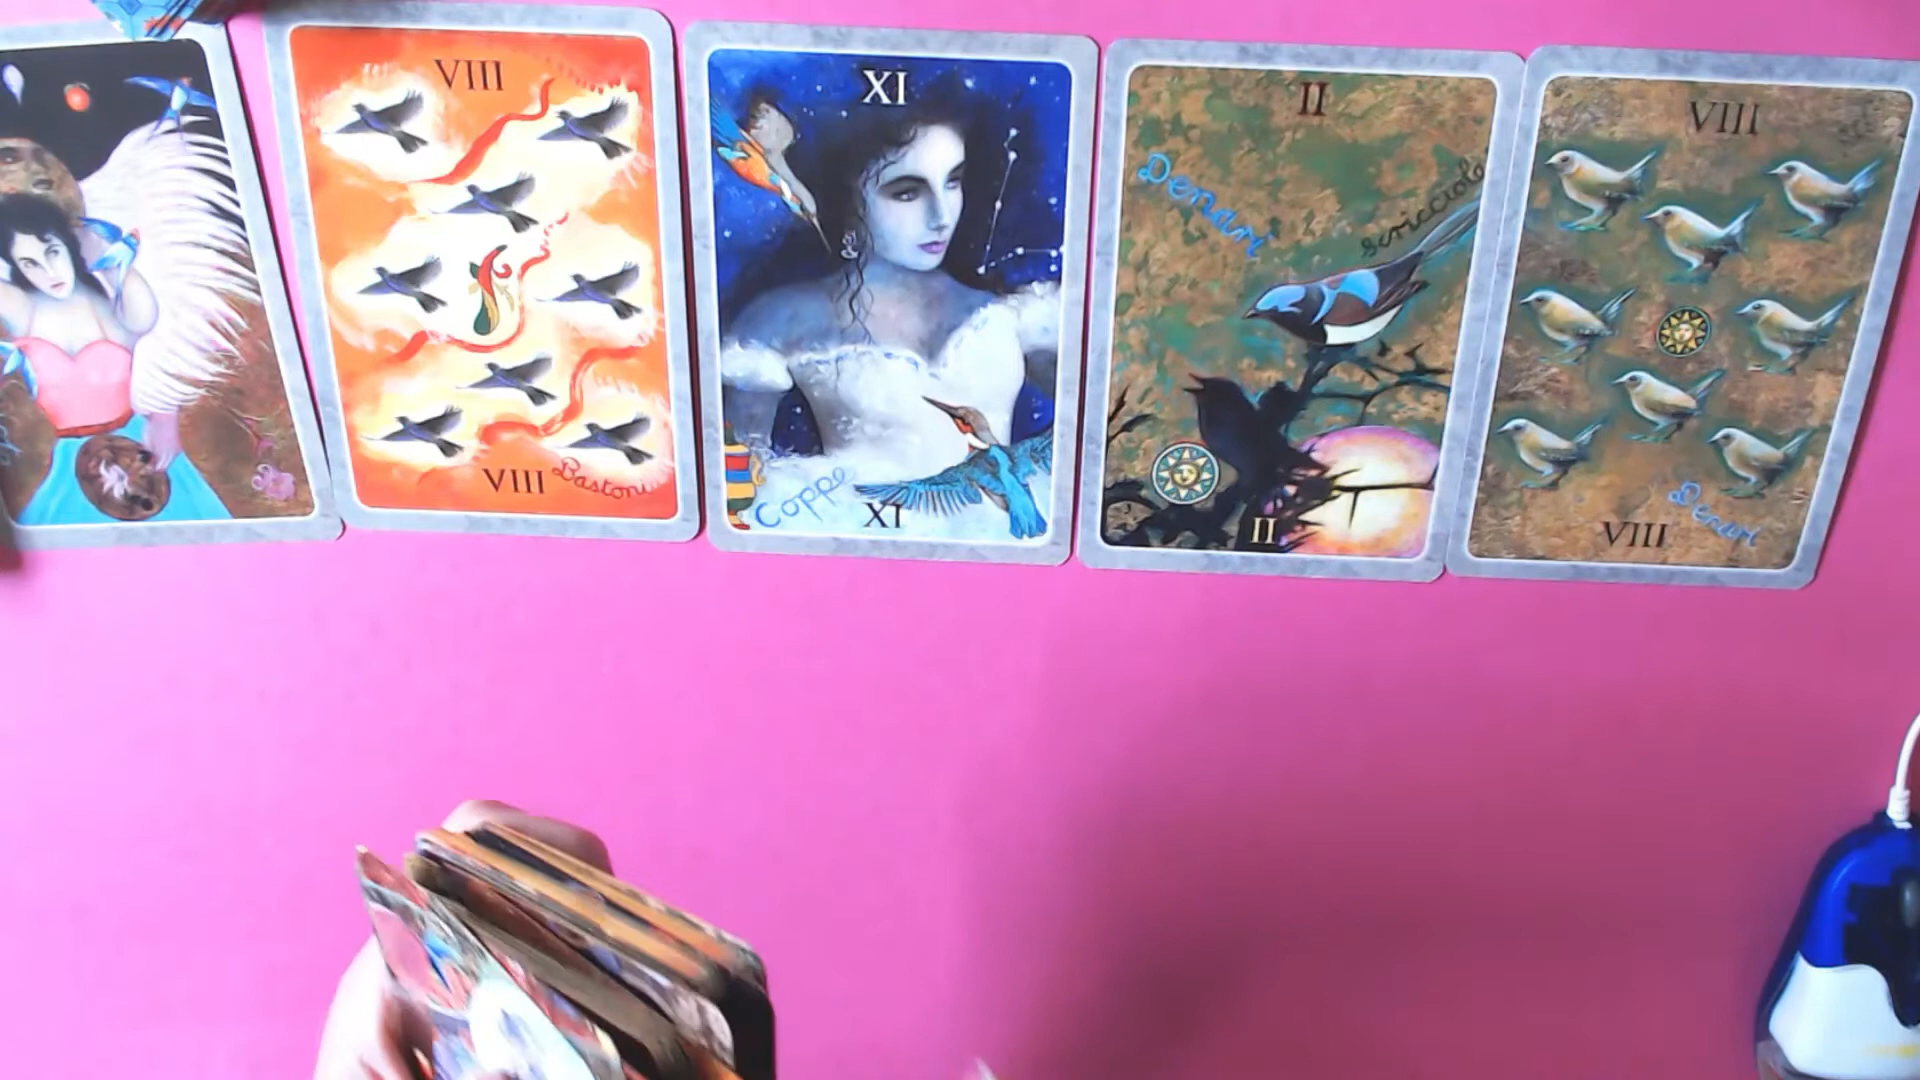 VIII
VIII
Bastoni
XI
Coppe
XI
II
Denari
scricciolo
II
VIII
Denari
VIII